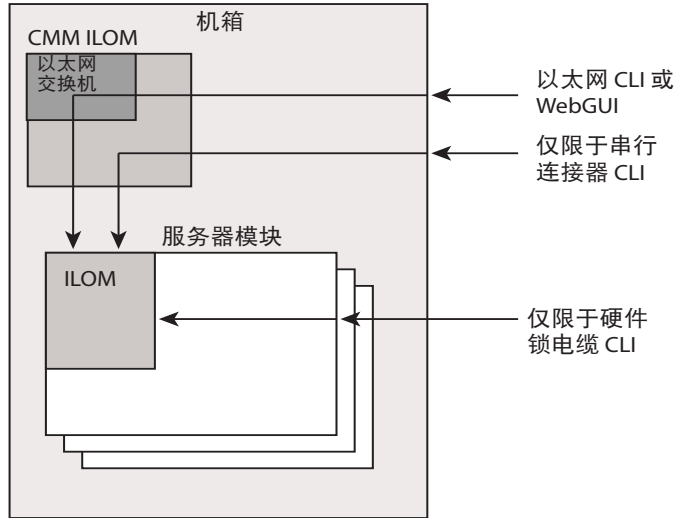 机箱
CMM ILOM
以太网
交换机
以太网 CLI 或
WebGUI
仅限于串行
连接器 CLI
服务器模块
ILOM
仅限于硬件
锁电缆 CLI